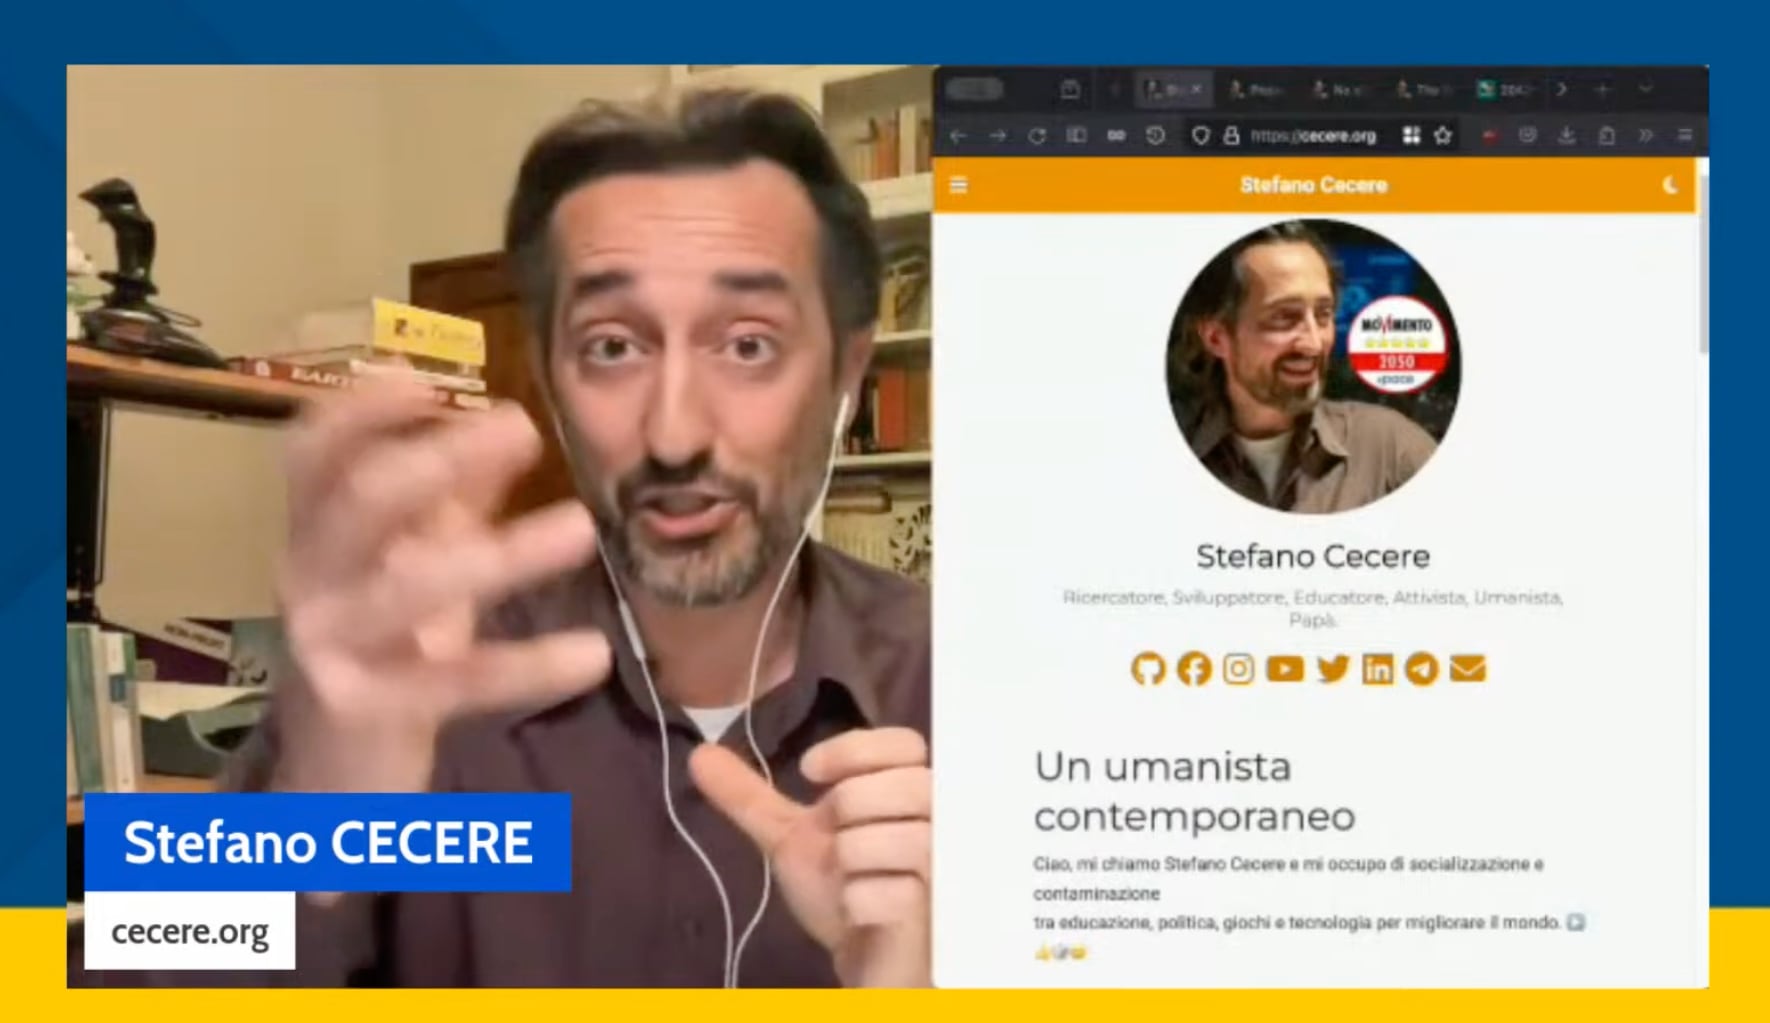 https://cecere.org
Stefano Cecere
MOVIMENTO
2050
Stefano Cecere
Ricercatore, Sviluppatore, Educatore, Attivista, Umanista,
Papà.
Un umanista
contemporaneo
Ciao, mi chiamo Stefano Cecere e mi occupo di socializzazione e
contaminazione
tra educazione, politica, giochi e tecnologia per migliorare il mondo.
Stefano CECERE
cecere.org